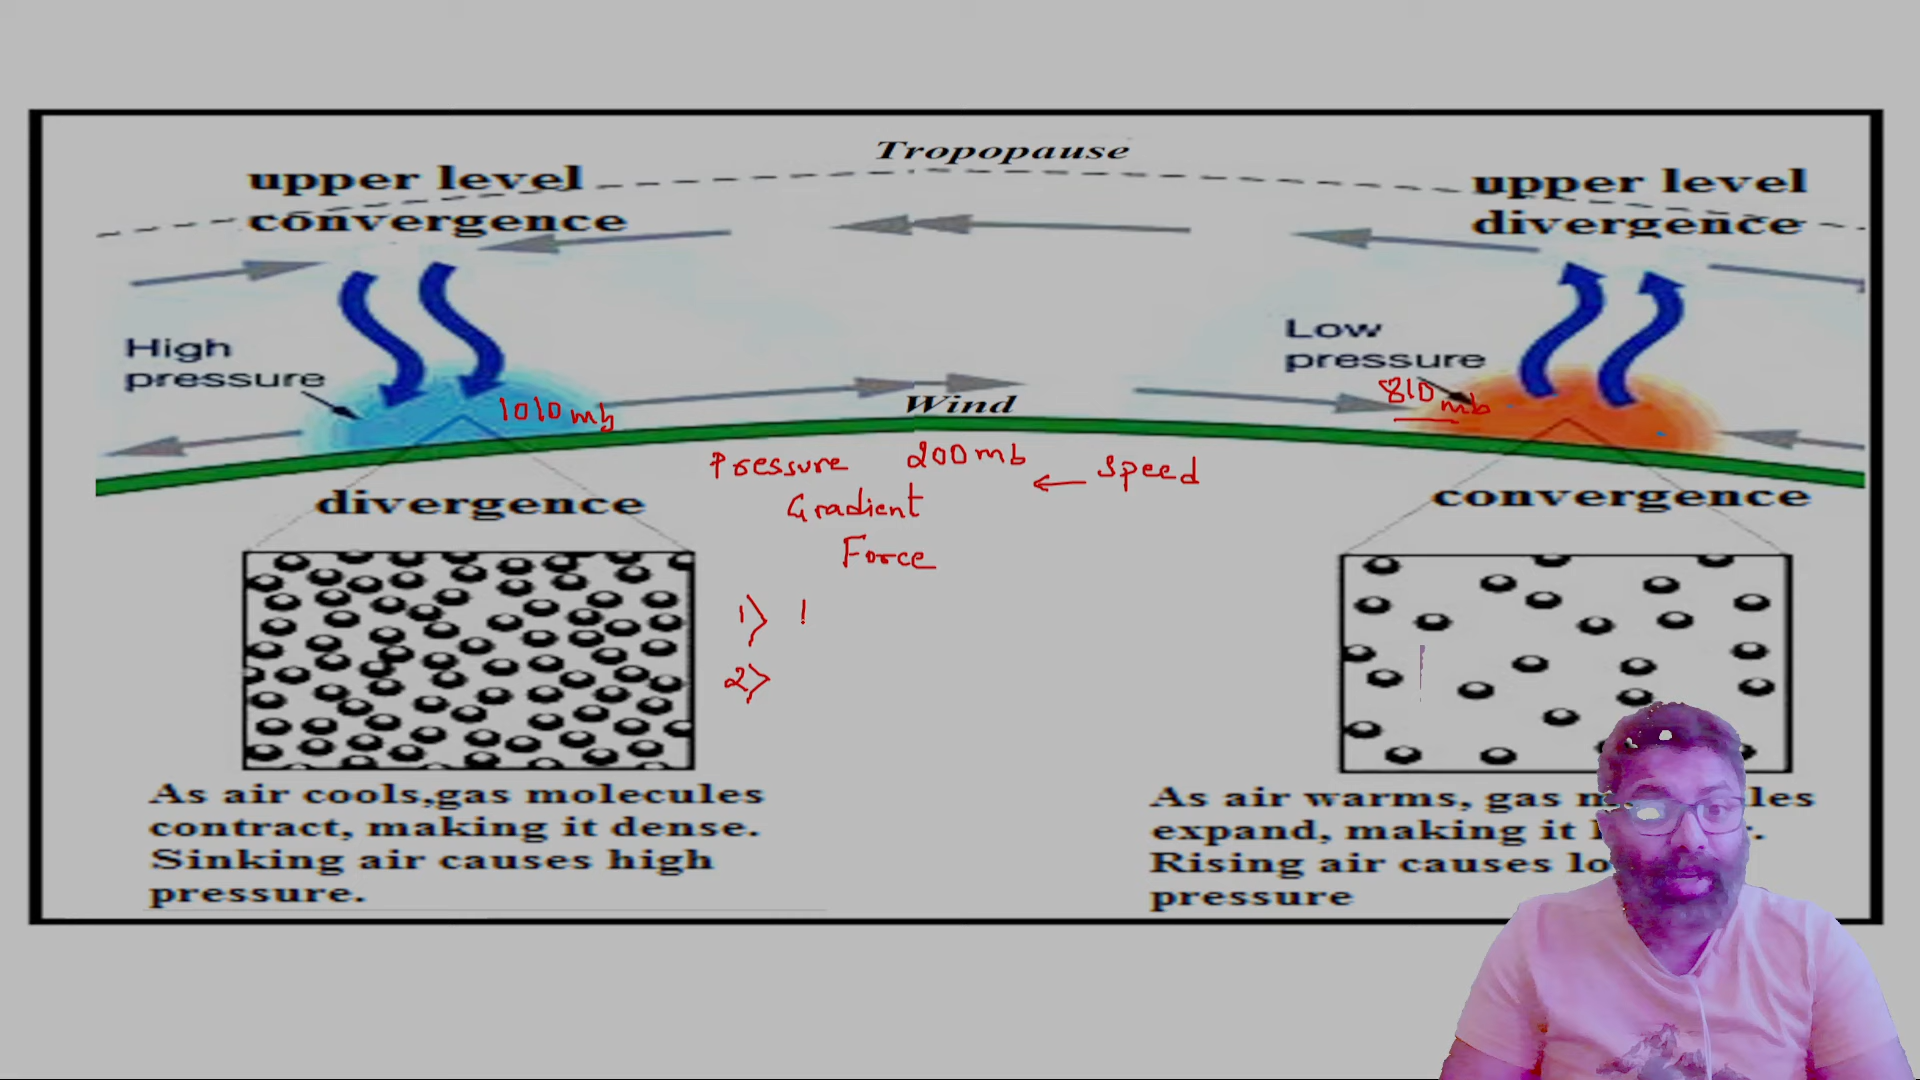 Tropopause
upper level
convergence
upper level
divergence
High
pressure
Low
pressure
1010 mb
810 mb
Wind
Pressure 200 mb ← Speed
Gradient
Force
divergence
convergence
1) !
2)
As air cools,gas molecules
contract, making it dense.
Sinking air causes high
pressure.
As air warms, gas
expand, making it
Rising air causes
pressure